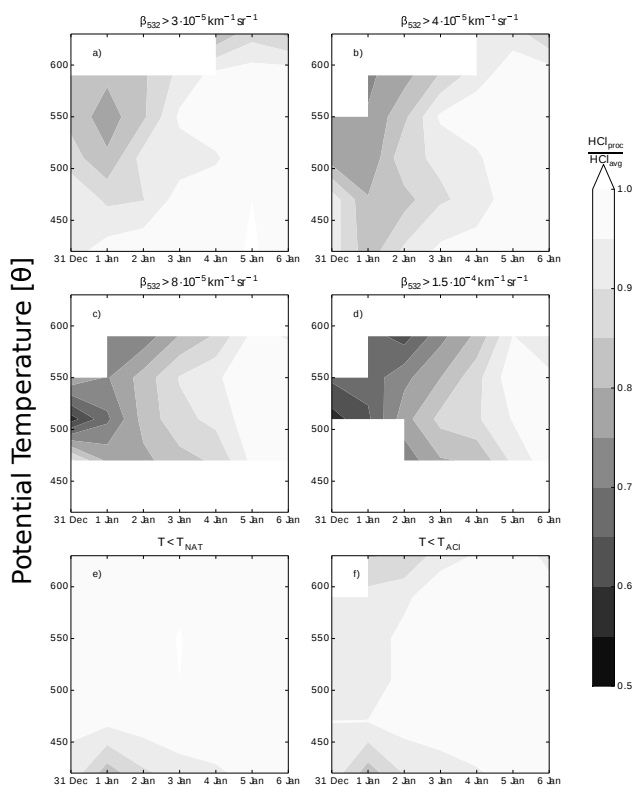 β532 > 3·10−5 km−1 sr−1
β532 > 4·10−5 km−1 sr−1
a)
b)
600
550
500
450
31 Dec 1 Jan 2 Jan 3 Jan 4 Jan 5 Jan 6 Jan
600
550
500
450
31 Dec 1 Jan 2 Jan 3 Jan 4 Jan 5 Jan 6 Jan
β532 > 8·10−5 km−1 sr−1
β532 > 1.5·10−4 km−1 sr−1
c)
d)
600
550
500
450
31 Dec 1 Jan 2 Jan 3 Jan 4 Jan 5 Jan 6 Jan
600
550
500
450
31 Dec 1 Jan 2 Jan 3 Jan 4 Jan 5 Jan 6 Jan
T < TNAT
T < TACl
e)
f)
600
550
500
450
31 Dec 1 Jan 2 Jan 3 Jan 4 Jan 5 Jan 6 Jan
600
550
500
450
31 Dec 1 Jan 2 Jan 3 Jan 4 Jan 5 Jan 6 Jan
Potential Temperature [θ]
HClproc
HClavg
1.0
0.9
0.8
0.7
0.6
0.5